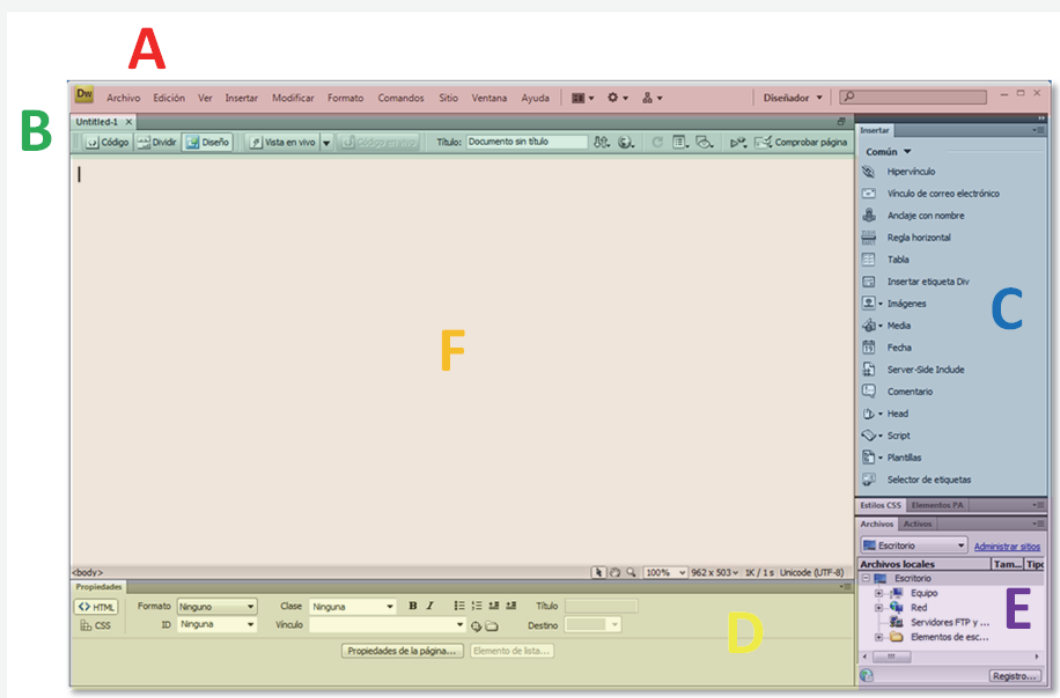 A
Dw Archivo Edición Ver Insertar Modificar Formato Comandos Sitio Ventana Ayuda Diseñador
B
Untitled-1 ×
Código Dividir Diseño Vista en vivo Código en vivo Título: Documento sin título Comprobar página
Insertar
Común
Hipervínculo
Vínculo de correo electrónico
Anclaje con nombre
Regla horizontal
Tabla
Insertar etiqueta Div
Imágenes
C
Media
Fecha
Server-Side Include
Comentario
Head
Script
Plantillas
Selector de etiquetas
F
Estilos CSS Elementos PA
Archivos Activos
Escritorio Administrar sitios
Archivos locales Tam... Tipo
Escritorio
Equipo
Red
Servidores FTP y ...
Elementos de esc...
E
Registro...
<body> 100% 962 x 503 1K / 1 s Unicode (UTF-8)
Propiedades
<> HTML Formato Ninguno Clase Ninguna B I Título
CSS ID Ninguna Vínculo Destino
D
Propiedades de la página... Elemento de lista...